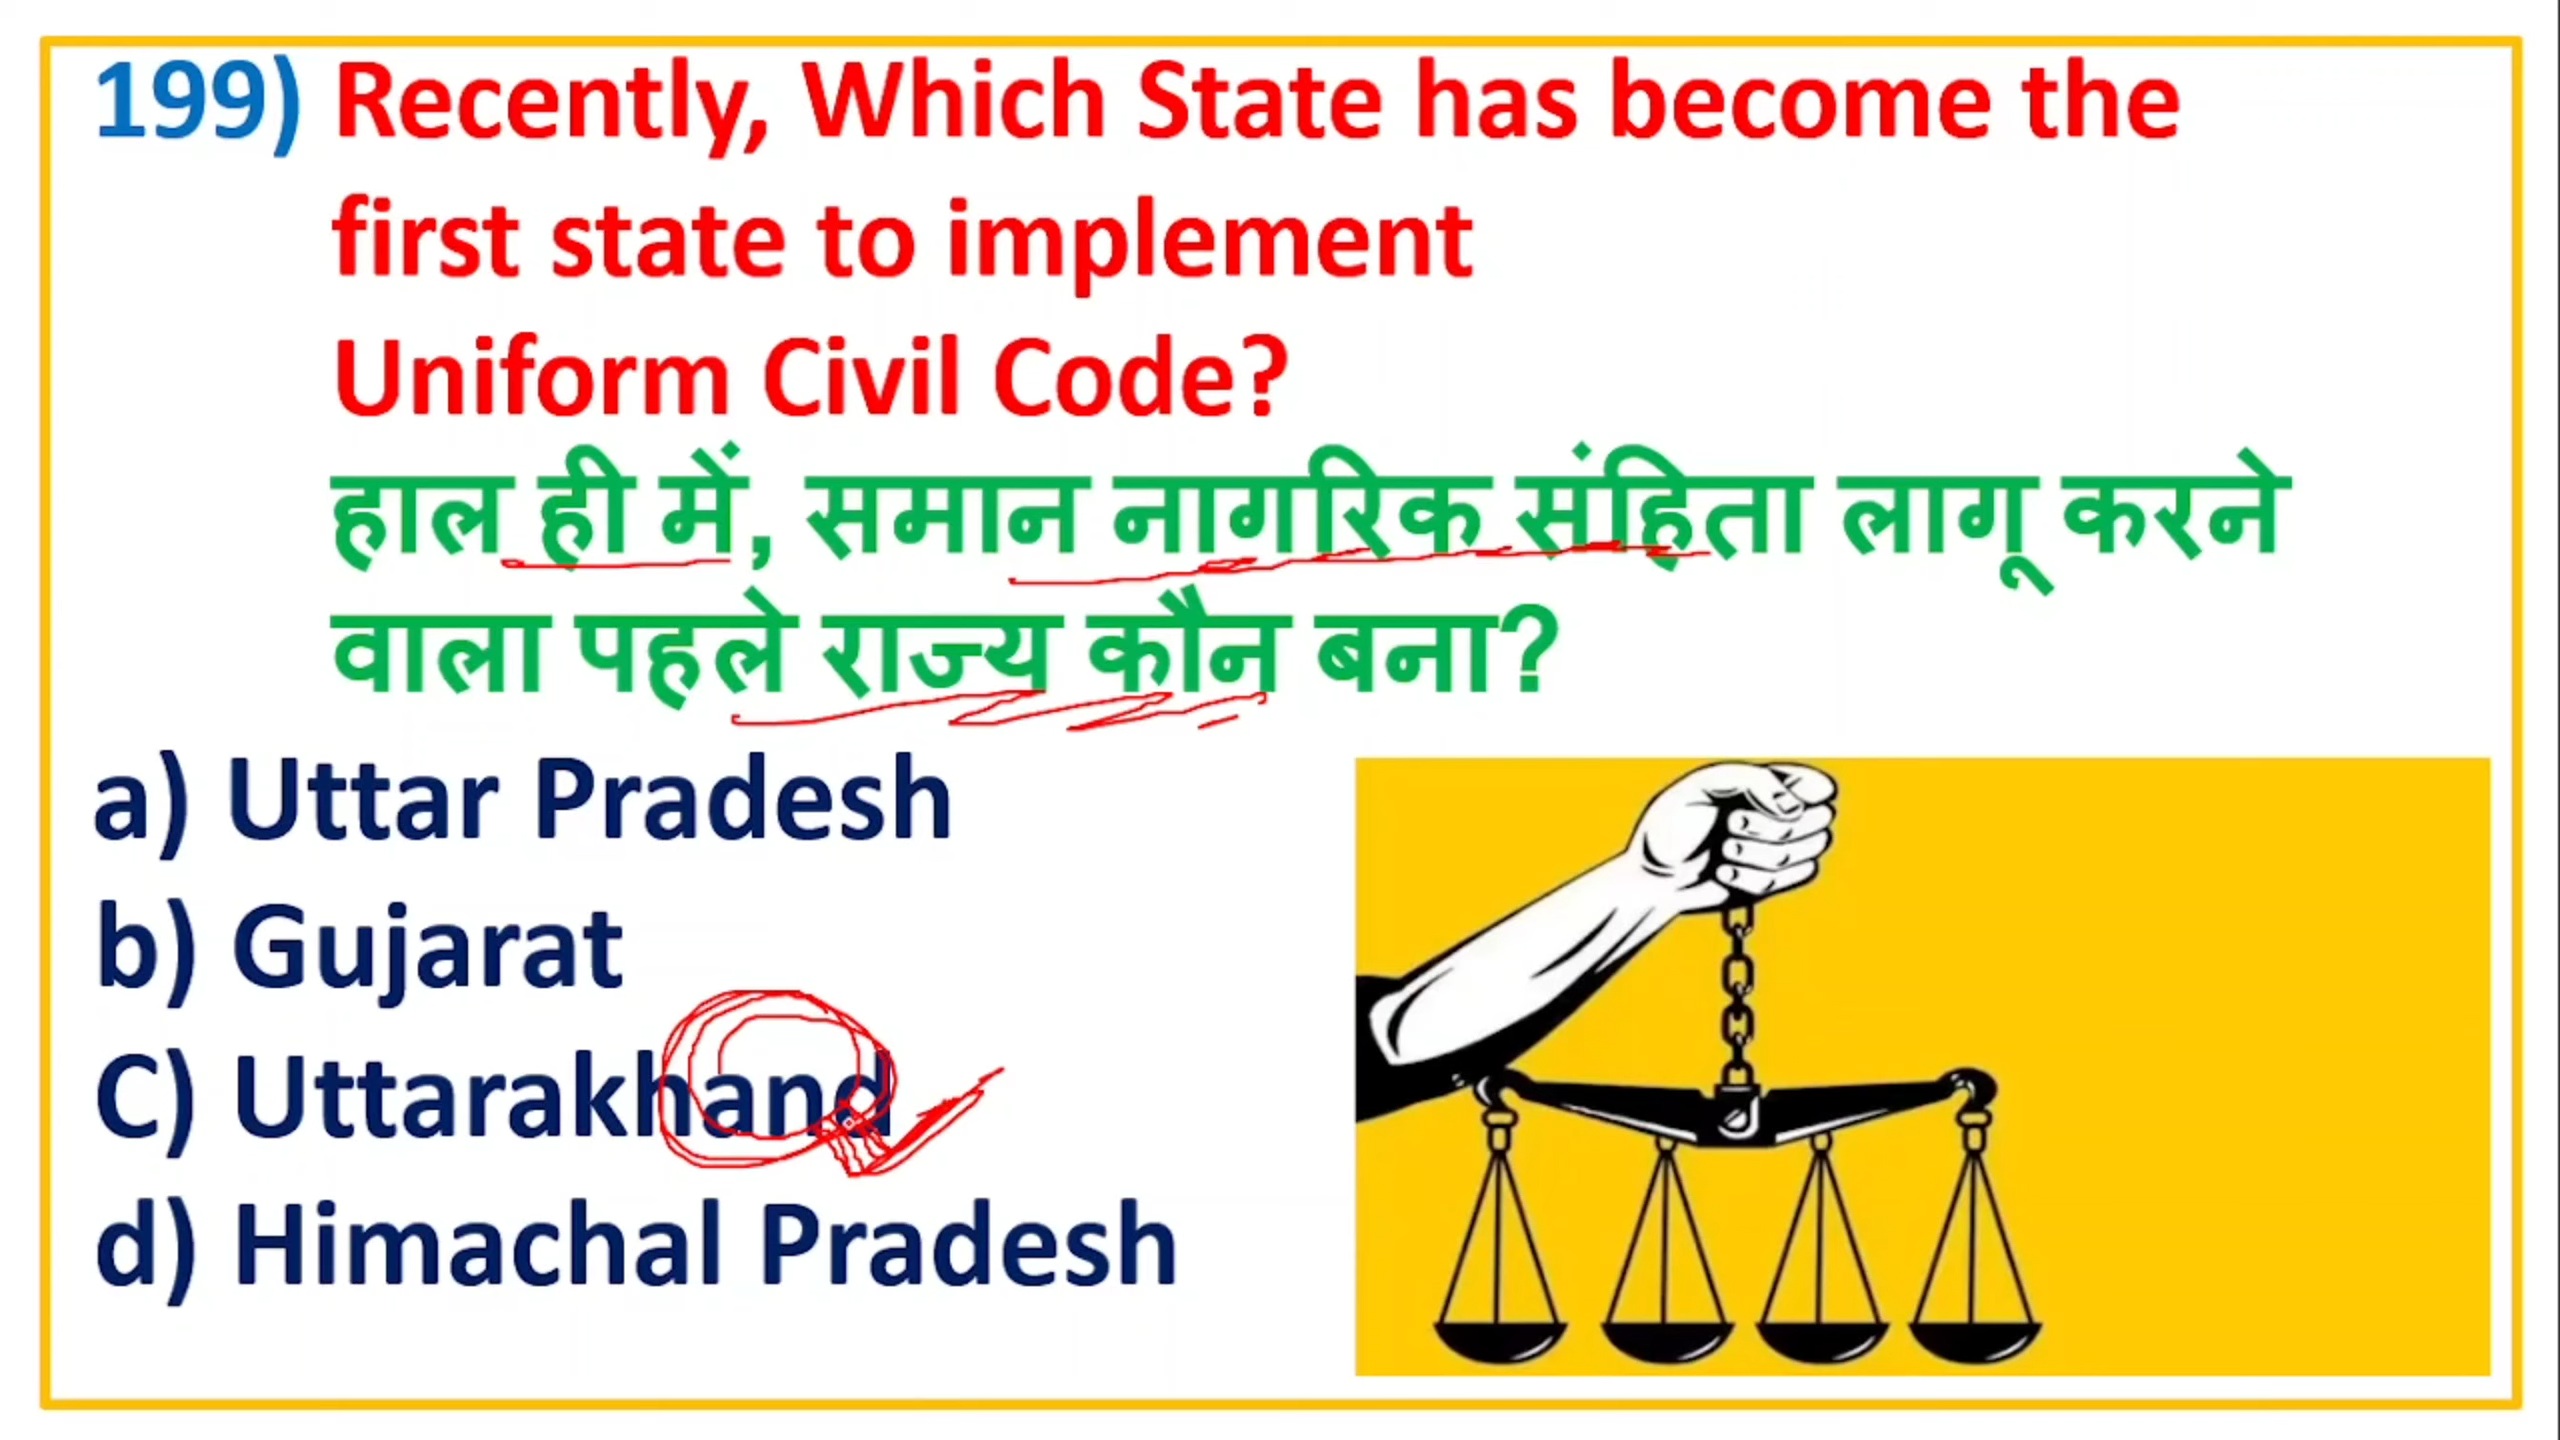 199) Recently, Which State has become the
first state to implement
Uniform Civil Code?
हाल ही में, समान नागरिक संहिता लागू करने
वाला पहले राज्य कौन बना?
a) Uttar Pradesh
b) Gujarat
C) Uttarakhand
d) Himachal Pradesh